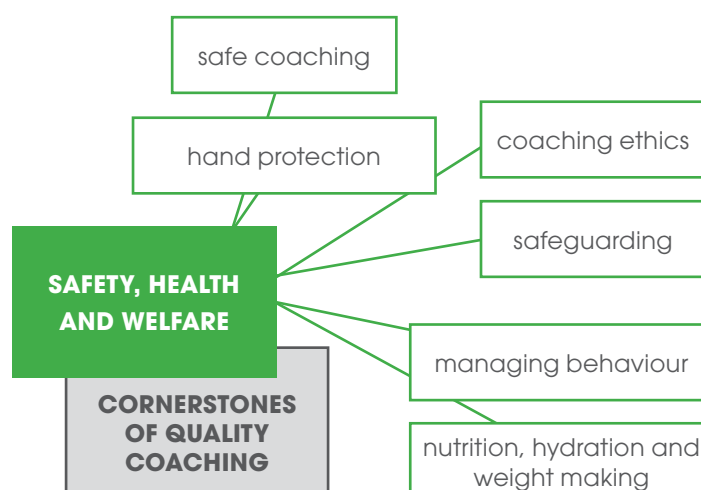 safe coaching
hand protection
coaching ethics
safeguarding
SAFETY, HEALTH
AND WELFARE
managing behaviour
CORNERSTONES
OF QUALITY
COACHING
nutrition, hydration and
weight making